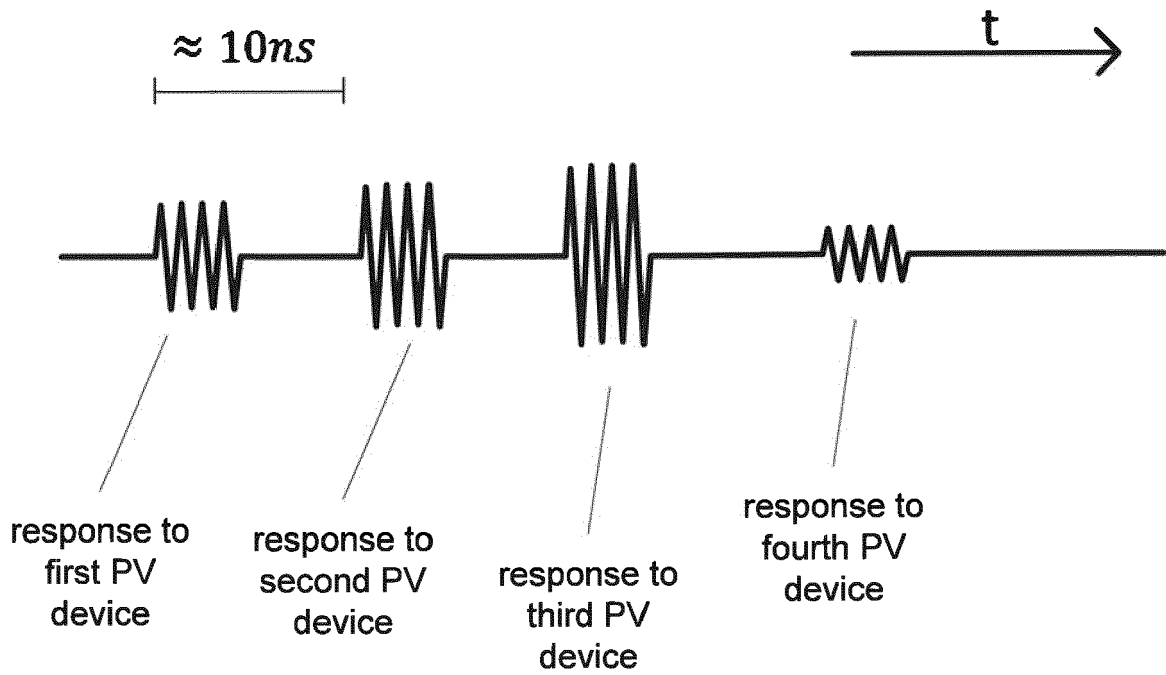 ≈ 10ns
t
response to
first PV
device
response to
second PV
device
response to
third PV
device
response to
fourth PV
device